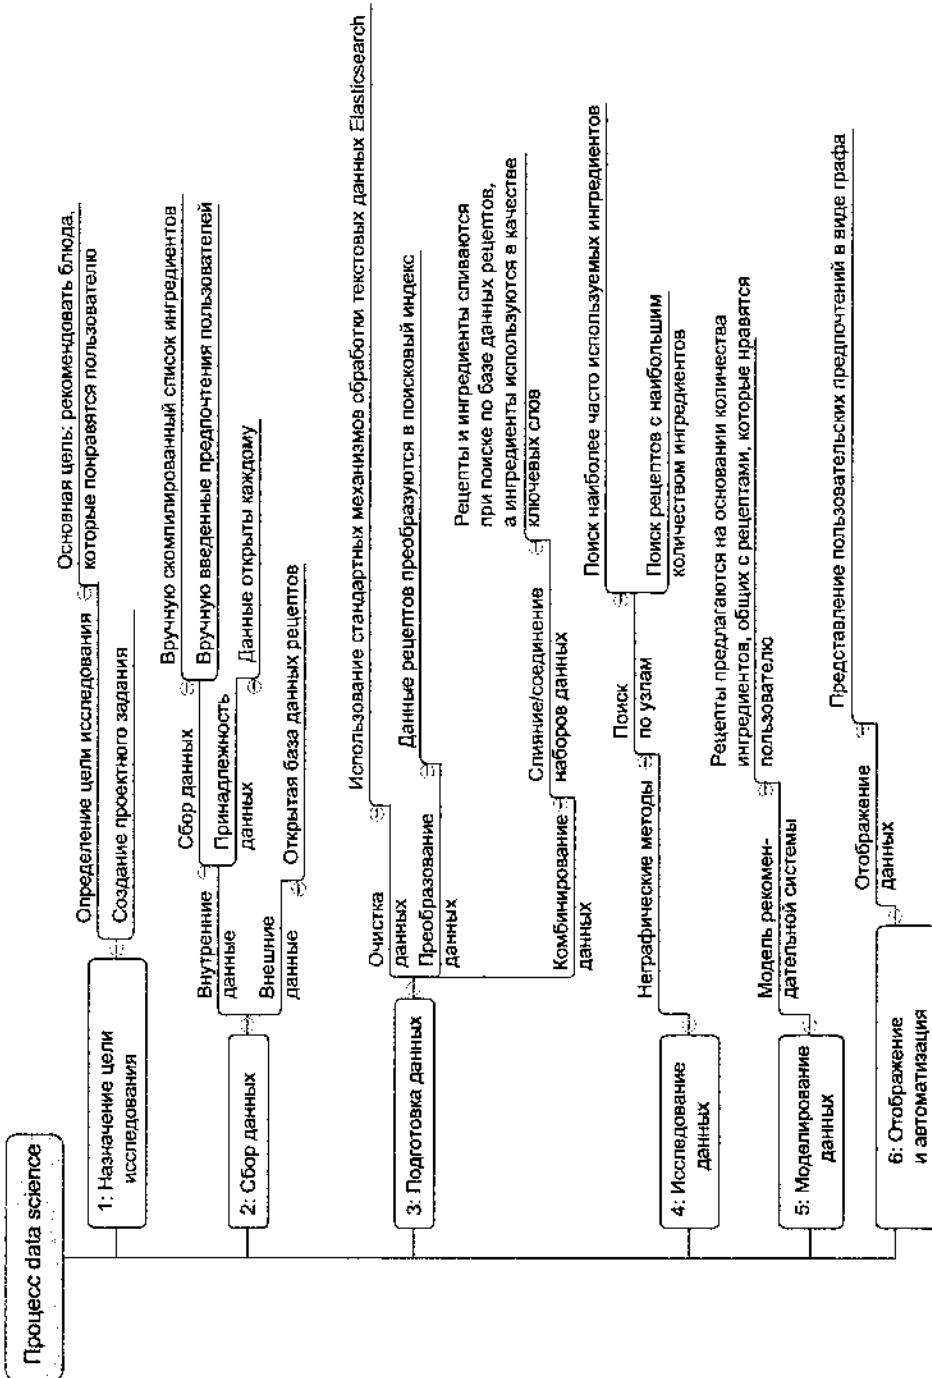 Процесс data science
1: Назначение цели
исследования
Определение цели исследования
Основная цель: рекомендовать блюда,
которые понравятся пользователю
Создание проектного задания
2: Сбор данных
Внутренние
данные
Сбор данных
Вручную скомпилированный список ингредиентов
Вручную введенные предпочтения пользователей
Принадлежность
данных
Данные открыты каждому
Внешние
данные
Открытая база данных рецептов
3: Подготовка данных
Очистка
данных
Использование стандартных механизмов обработки текстовых данных Elasticsearch
Преобразование
данных
Данные рецептов преобразуются в поисковый индекс
Комбинирование
данных
Слияние/соединение
наборов данных
Рецепты и ингредиенты сливаются
при поиске по базе данных рецептов,
а ингредиенты используются в качестве
ключевых слов
4: Исследование
данных
Неграфические методы
Поиск
по узлам
Поиск наиболее часто используемых ингредиентов
Поиск рецептов с наибольшим
количеством ингредиентов
5: Моделирование
данных
Модель рекомен-
дательной системы
Рецепты предлагаются на основании количества
ингредиентов, общих с рецептами, которые нравятся
пользователю
6: Отображение
и автоматизация
Отображение
данных
Представление пользовательских предпочтений в виде графа